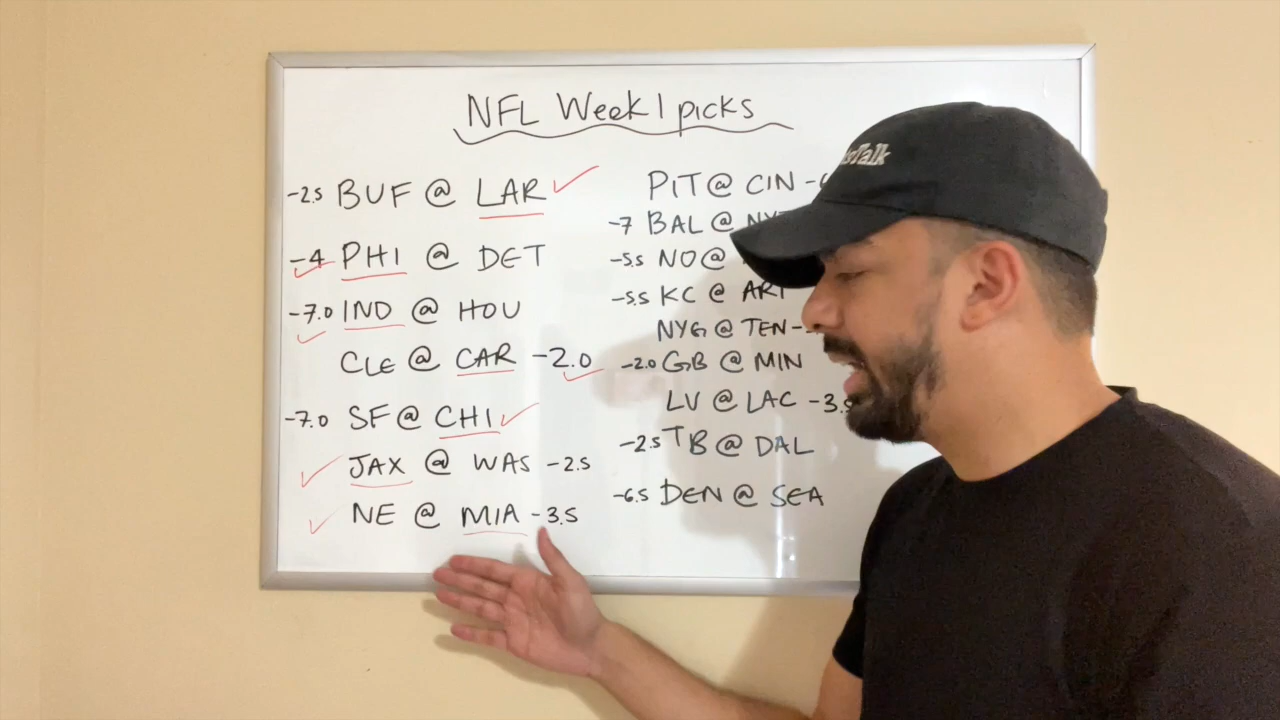 NFL Week 1 picks
-2.5 BUF @ LAR
-4 PHI @ DET
-7.0 IND @ HOU
CLE @ CAR -2.0
-7.0 SF @ CHI
JAX @ WAS -2.5
NE @ MIA -3.5
PIT @ CIN
-7 BAL @
-5.5 NO @
-5.5 KC @ ARI
NYG @ TEN
-2.0 GB @ MIN
LV @ LAC -3.5
-2.5 TB @ DAL
-6.5 DEN @ SEA